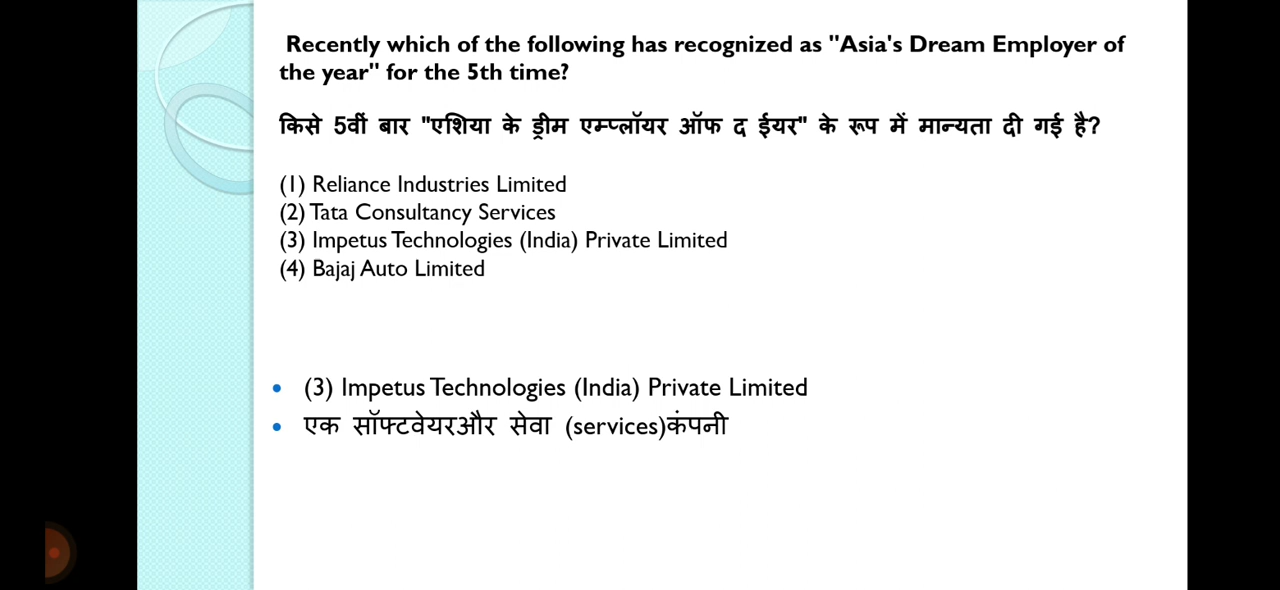 Recently which of the following has recognized as "Asia's Dream Employer of
the year" for the 5th time?
किसे 5वीं बार "एशिया के ड्रीम एम्प्लॉयर ऑफ द ईयर" के रूप में मान्यता दी गई है?
(1) Reliance Industries Limited
(2) Tata Consultancy Services
(3) Impetus Technologies (India) Private Limited
(4) Bajaj Auto Limited
• (3) Impetus Technologies (India) Private Limited
• एक सॉफ्टवेयरऔर सेवा (services)कंपनी